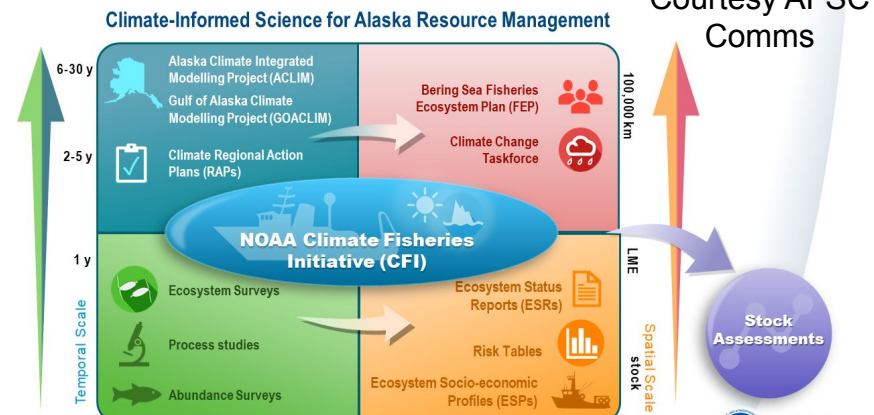 Courtesy AFSC
Comms
Climate-Informed Science for Alaska Resource Management
6-30 y
2-5 y
1 y
Temporal Scale
Alaska Climate Integrated
Modelling Project (ACLIM)
Gulf of Alaska Climate
Modelling Project (GOACLIM)
Climate Regional Action
Plans (RAPs)
Bering Sea Fisheries
Ecosystem Plan (FEP)
Climate Change
Taskforce
100,000 km
NOAA Climate Fisheries
Initiative (CFI)
LME
stock
Spatial Scale
Ecosystem Surveys
Process studies
Abundance Surveys
Ecosystem Status
Reports (ESRs)
Risk Tables
Ecosystem Socio-economic
Profiles (ESPs)
Stock
Assessments